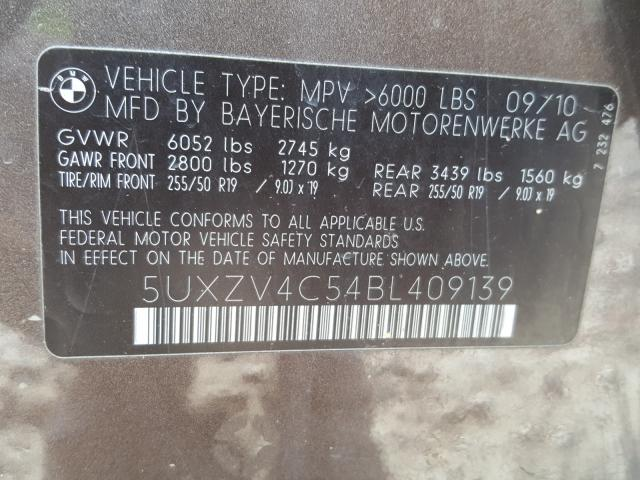 BMW
VEHICLE TYPE: MPV >6000 LBS 09/10
MFD BY BAYERISCHE MOTORENWERKE AG
GVWR 6052 lbs 2745 kg
GAWR FRONT 2800 lbs 1270 kg REAR 3439 lbs 1560 kg
TIRE/RIM FRONT 255/50 R19 / 9.0J x 19 REAR 255/50 R19 / 9.0J x 19
THIS VEHICLE CONFORMS TO ALL APPLICABLE U.S.
FEDERAL MOTOR VEHICLE SAFETY STANDARDS
IN EFFECT ON THE DATE OF MANUFACTURE SHOWN ABOVE.
5UXZV4C54BL409139
7 232 476